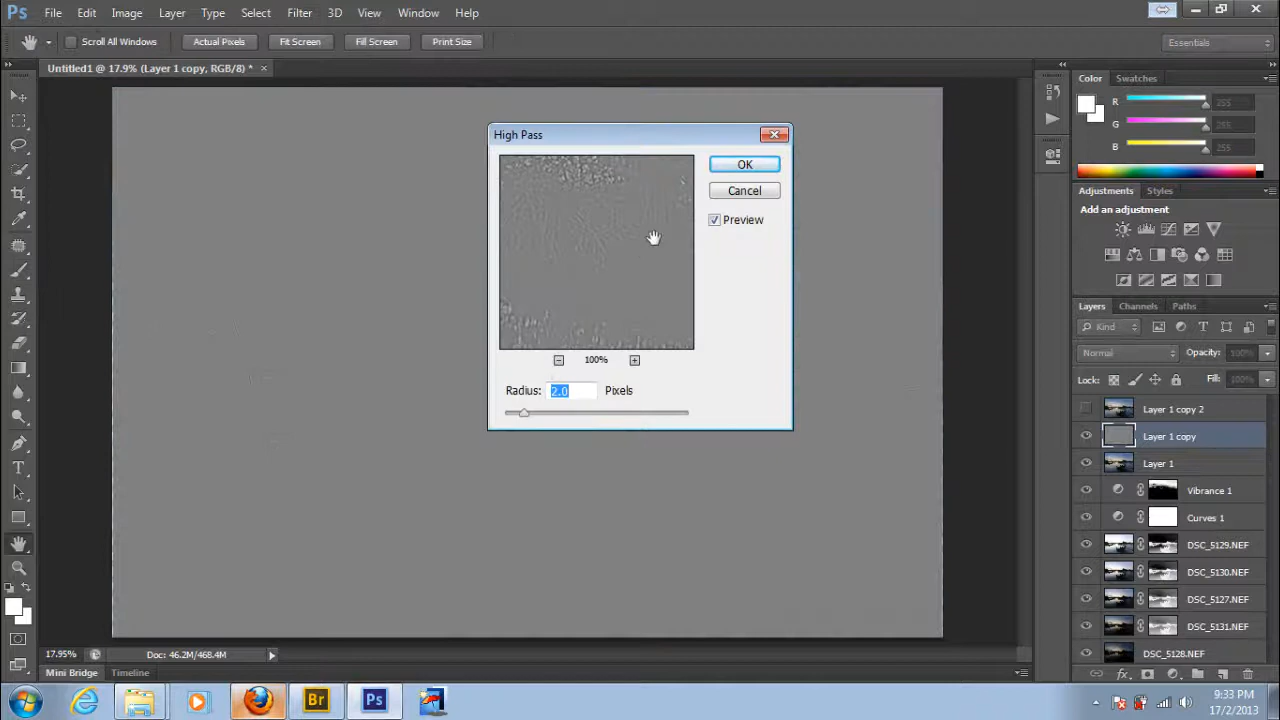 Ps File Edit Image Layer Type Select Filter 3D View Window Help
Scroll All Windows Actual Pixels Fit Screen Fill Screen Print Size Essentials
Untitled1 @ 17.9% (Layer 1 copy, RGB/8) * ×
Color Swatches
R 255
G 255
B 255
High Pass
OK
Cancel
Preview
100%
Radius: 2.0 Pixels
Adjustments Styles
Add an adjustment
Layers Channels Paths
Kind
Normal Opacity: 100%
Lock: Fill: 100%
Layer 1 copy 2
Layer 1 copy
Layer 1
Vibrance 1
Curves 1
DSC_5129.NEF
DSC_5130.NEF
DSC_5127.NEF
DSC_5131.NEF
DSC_5128.NEF
fx
T
17.95% Doc: 46.2M/468.4M
Mini Bridge Timeline
Br Ps
9:33 PM
17/2/2013